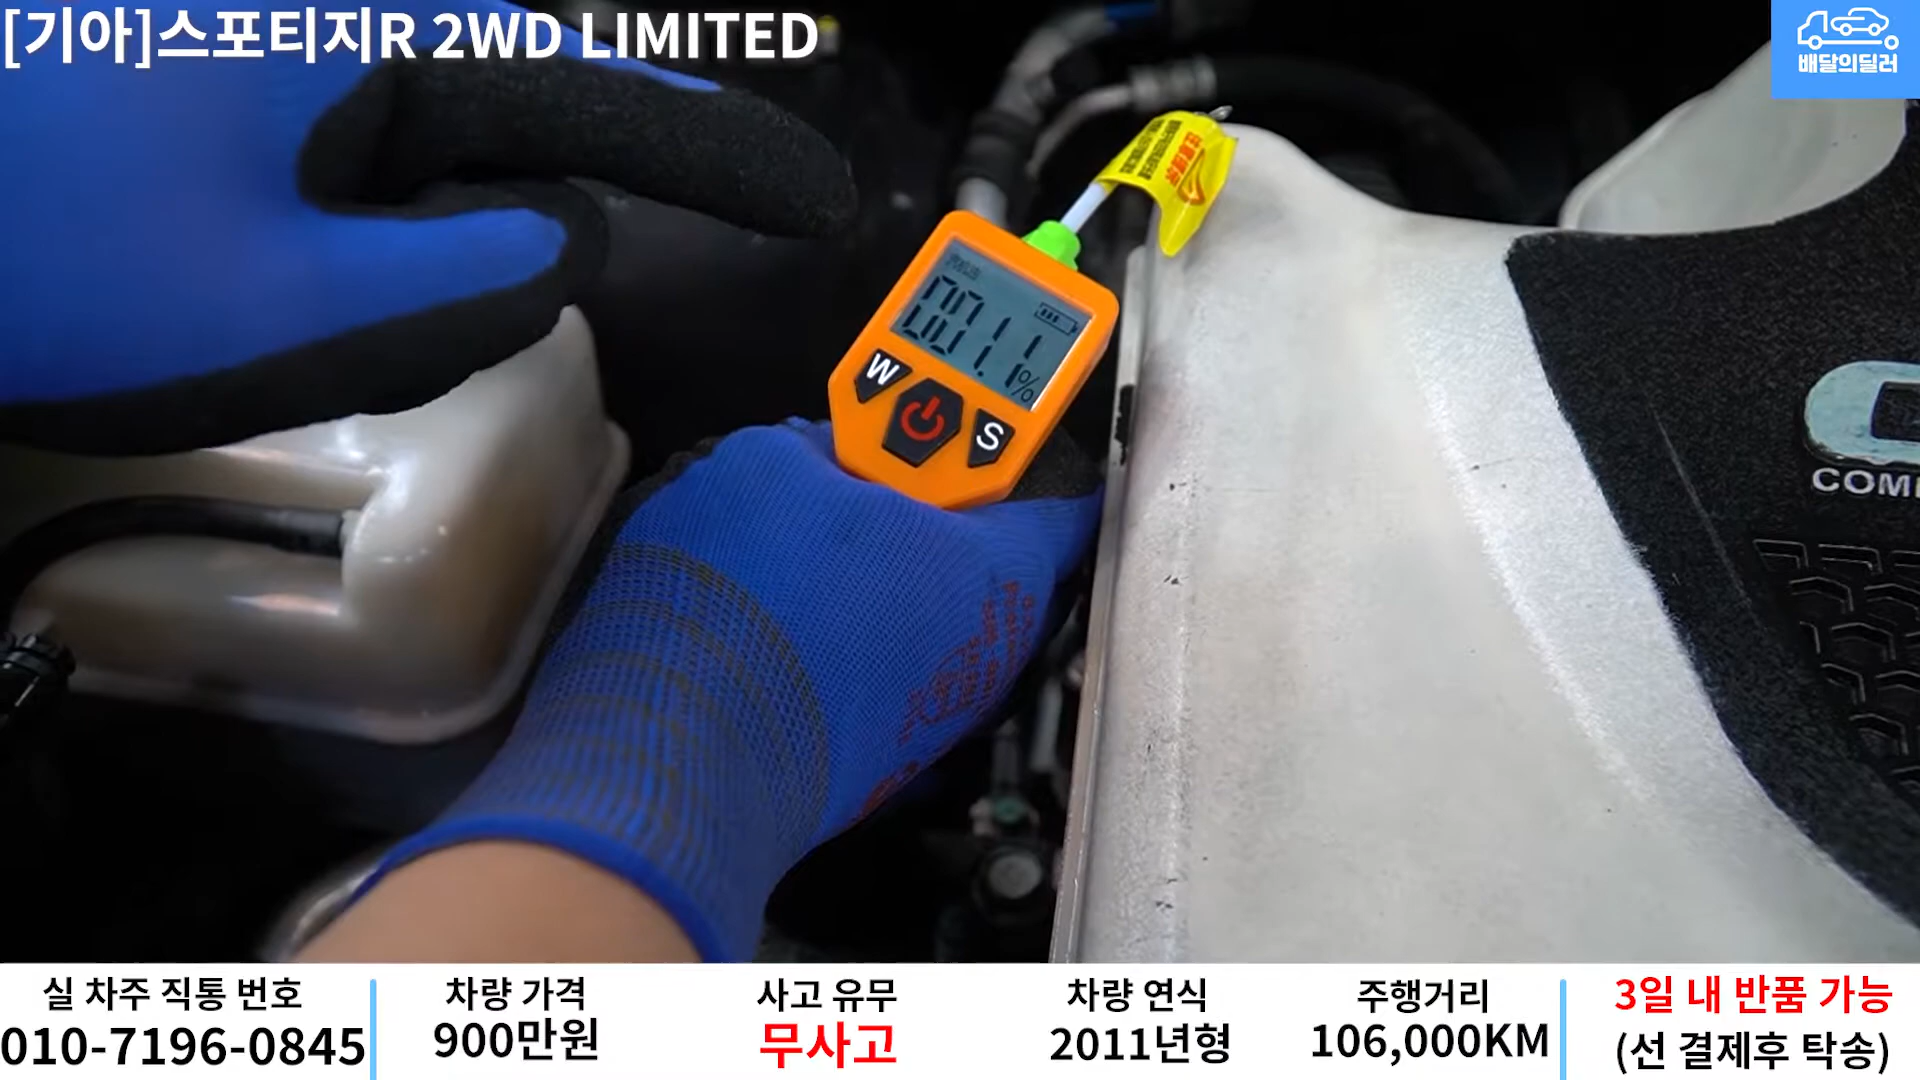 [기아]스포티지R 2WD LIMITED
배달의딜러
001.1%
W
S
COM
실 차주 직통 번호
010-7196-0845
차량 가격
900만원
사고 유무
무사고
차량 연식
2011년형
주행거리
106,000KM
3일 내 반품 가능
(선 결제후 탁송)